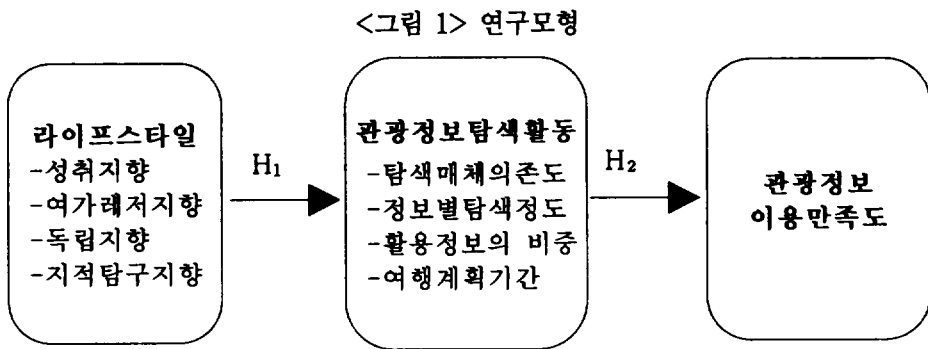 <그림 1> 연구모형
라이프스타일
-성취지향
-여가레저지향
-독립지향
-지적탐구지향
H₁
관광정보탐색활동
-탐색매체의존도
-정보별탐색정도
-활용정보의 비중
-여행계획기간
H₂
관광정보
이용만족도